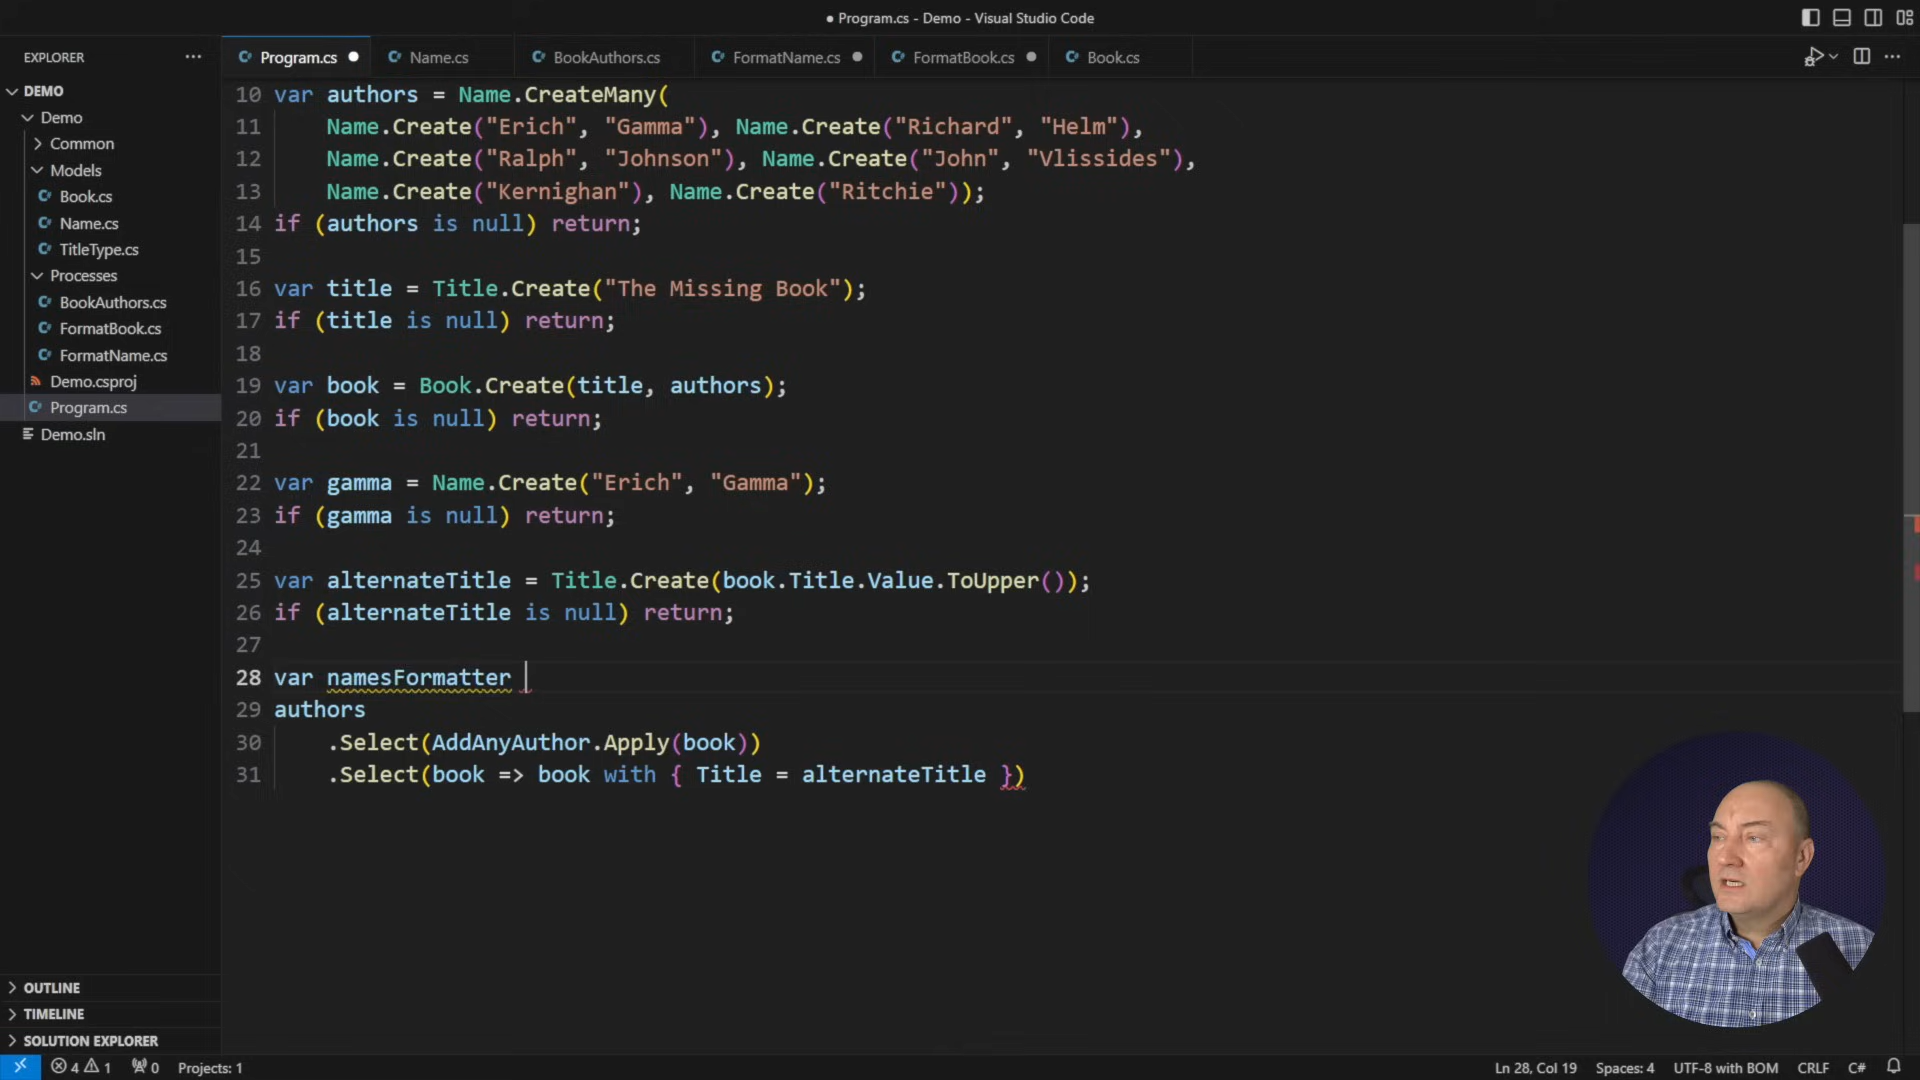 ● Program.cs - Demo - Visual Studio Code
EXPLORER
Program.cs
Name.cs
BookAuthors.cs
FormatName.cs
FormatBook.cs
Book.cs
DEMO
Demo
Common
Models
Book.cs
Name.cs
TitleType.cs
Processes
BookAuthors.cs
FormatBook.cs
FormatName.cs
Demo.csproj
Program.cs
Demo.sln
10 var authors = Name.CreateMany(
11 Name.Create("Erich", "Gamma"), Name.Create("Richard", "Helm"),
12 Name.Create("Ralph", "Johnson"), Name.Create("John", "Vlissides"),
13 Name.Create("Kernighan"), Name.Create("Ritchie"));
14 if (authors is null) return;
15
16 var title = Title.Create("The Missing Book");
17 if (title is null) return;
18
19 var book = Book.Create(title, authors);
20 if (book is null) return;
21
22 var gamma = Name.Create("Erich", "Gamma");
23 if (gamma is null) return;
24
25 var alternateTitle = Title.Create(book.Title.Value.ToUpper());
26 if (alternateTitle is null) return;
27
28 var namesFormatter
29 authors
30 .Select(AddAnyAuthor.Apply(book))
31 .Select(book => book with { Title = alternateTitle })
OUTLINE
TIMELINE
SOLUTION EXPLORER
4 1 0 Projects: 1
Ln 28, Col 19 Spaces: 4 UTF-8 with BOM CRLF C#